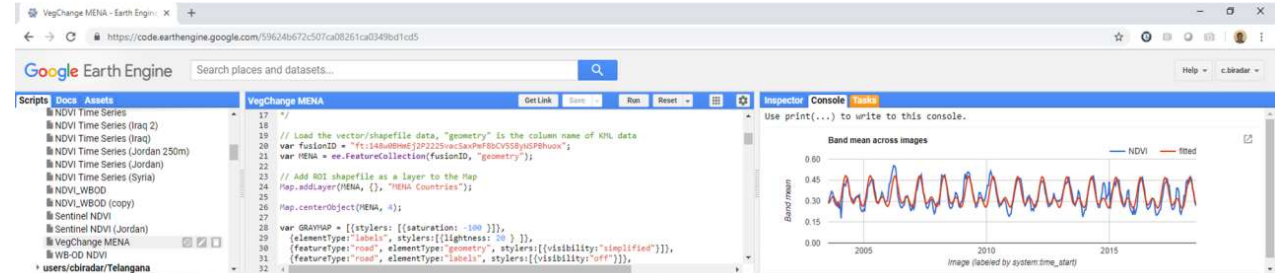 VegChange MENA - Earth Engin
https://code.earthengine.google.com/59624b672c507ca08261ca0349bd1cd5
Google Earth Engine
Search places and datasets...
Help
c.biradar
Scripts Docs Assets
NDVI Time Series
NDVI Time Series (Iraq 2)
NDVI Time Series (Iraq)
NDVI Time Series (Jordan 250m)
NDVI Time Series (Jordan)
NDVI Time Series (Syria)
NDVI_WBOD
NDVI_WBOD (copy)
Sentinel NDVI
Sentinel NDVI (Jordan)
VegChange MENA
WB-OD NDVI
users/cbiradar/Telangana
VegChange MENA
Get Link Save Run Reset
17 */
18
19 // Load the vector/shapefile data, "geometry" is the column name of KML data
20 var fusionID =
21 var MENA = ee.FeatureCollection(fusionID, "geometry");
22
23 // Add ROI shapefile as a layer to the Map
24 Map.addLayer(MENA, {}, "MENA Countries");
25
26 Map.centerObject(MENA, 4);
27
28 var GRAYMAP = [{stylers: [{saturation: -100 }]},
29 {elementType:"labels", stylers:[{lightness: 20 } ]},
30 {featureType:"road", elementType:"geometry", stylers:[{visibility:"simplified"}]},
31 {featureType:"road", elementType:"labels", stylers:[{visibility:"off"}]},
32
Inspector Console Tasks
Use print(...) to write to this console.
Band mean across images
NDVI fitted
Band mean
0.60
0.45
0.30
0.15
0.00
2005 2010 2015
Image (labeled by system:time_start)